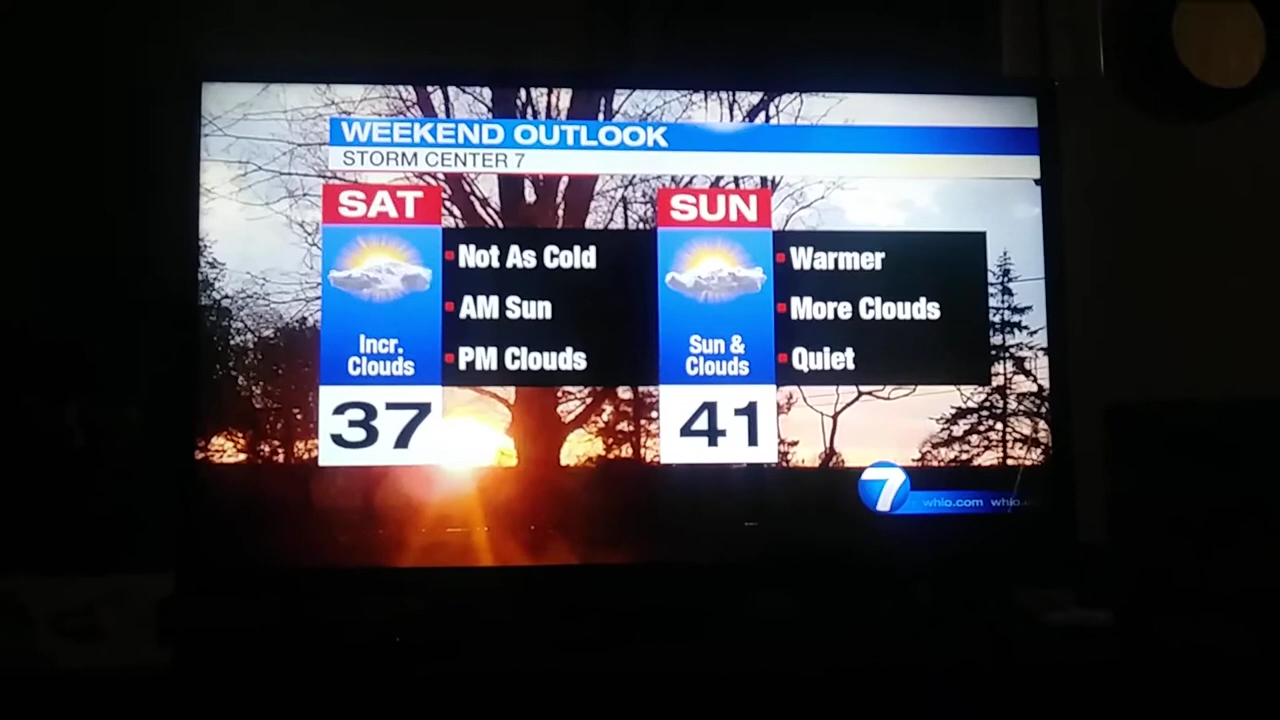 WEEKEND OUTLOOK
STORM CENTER 7
SAT
Not As Cold
AM Sun
PM Clouds
Incr.
Clouds
37
SUN
Warmer
More Clouds
Quiet
Sun &
Clouds
41
7
whio.com